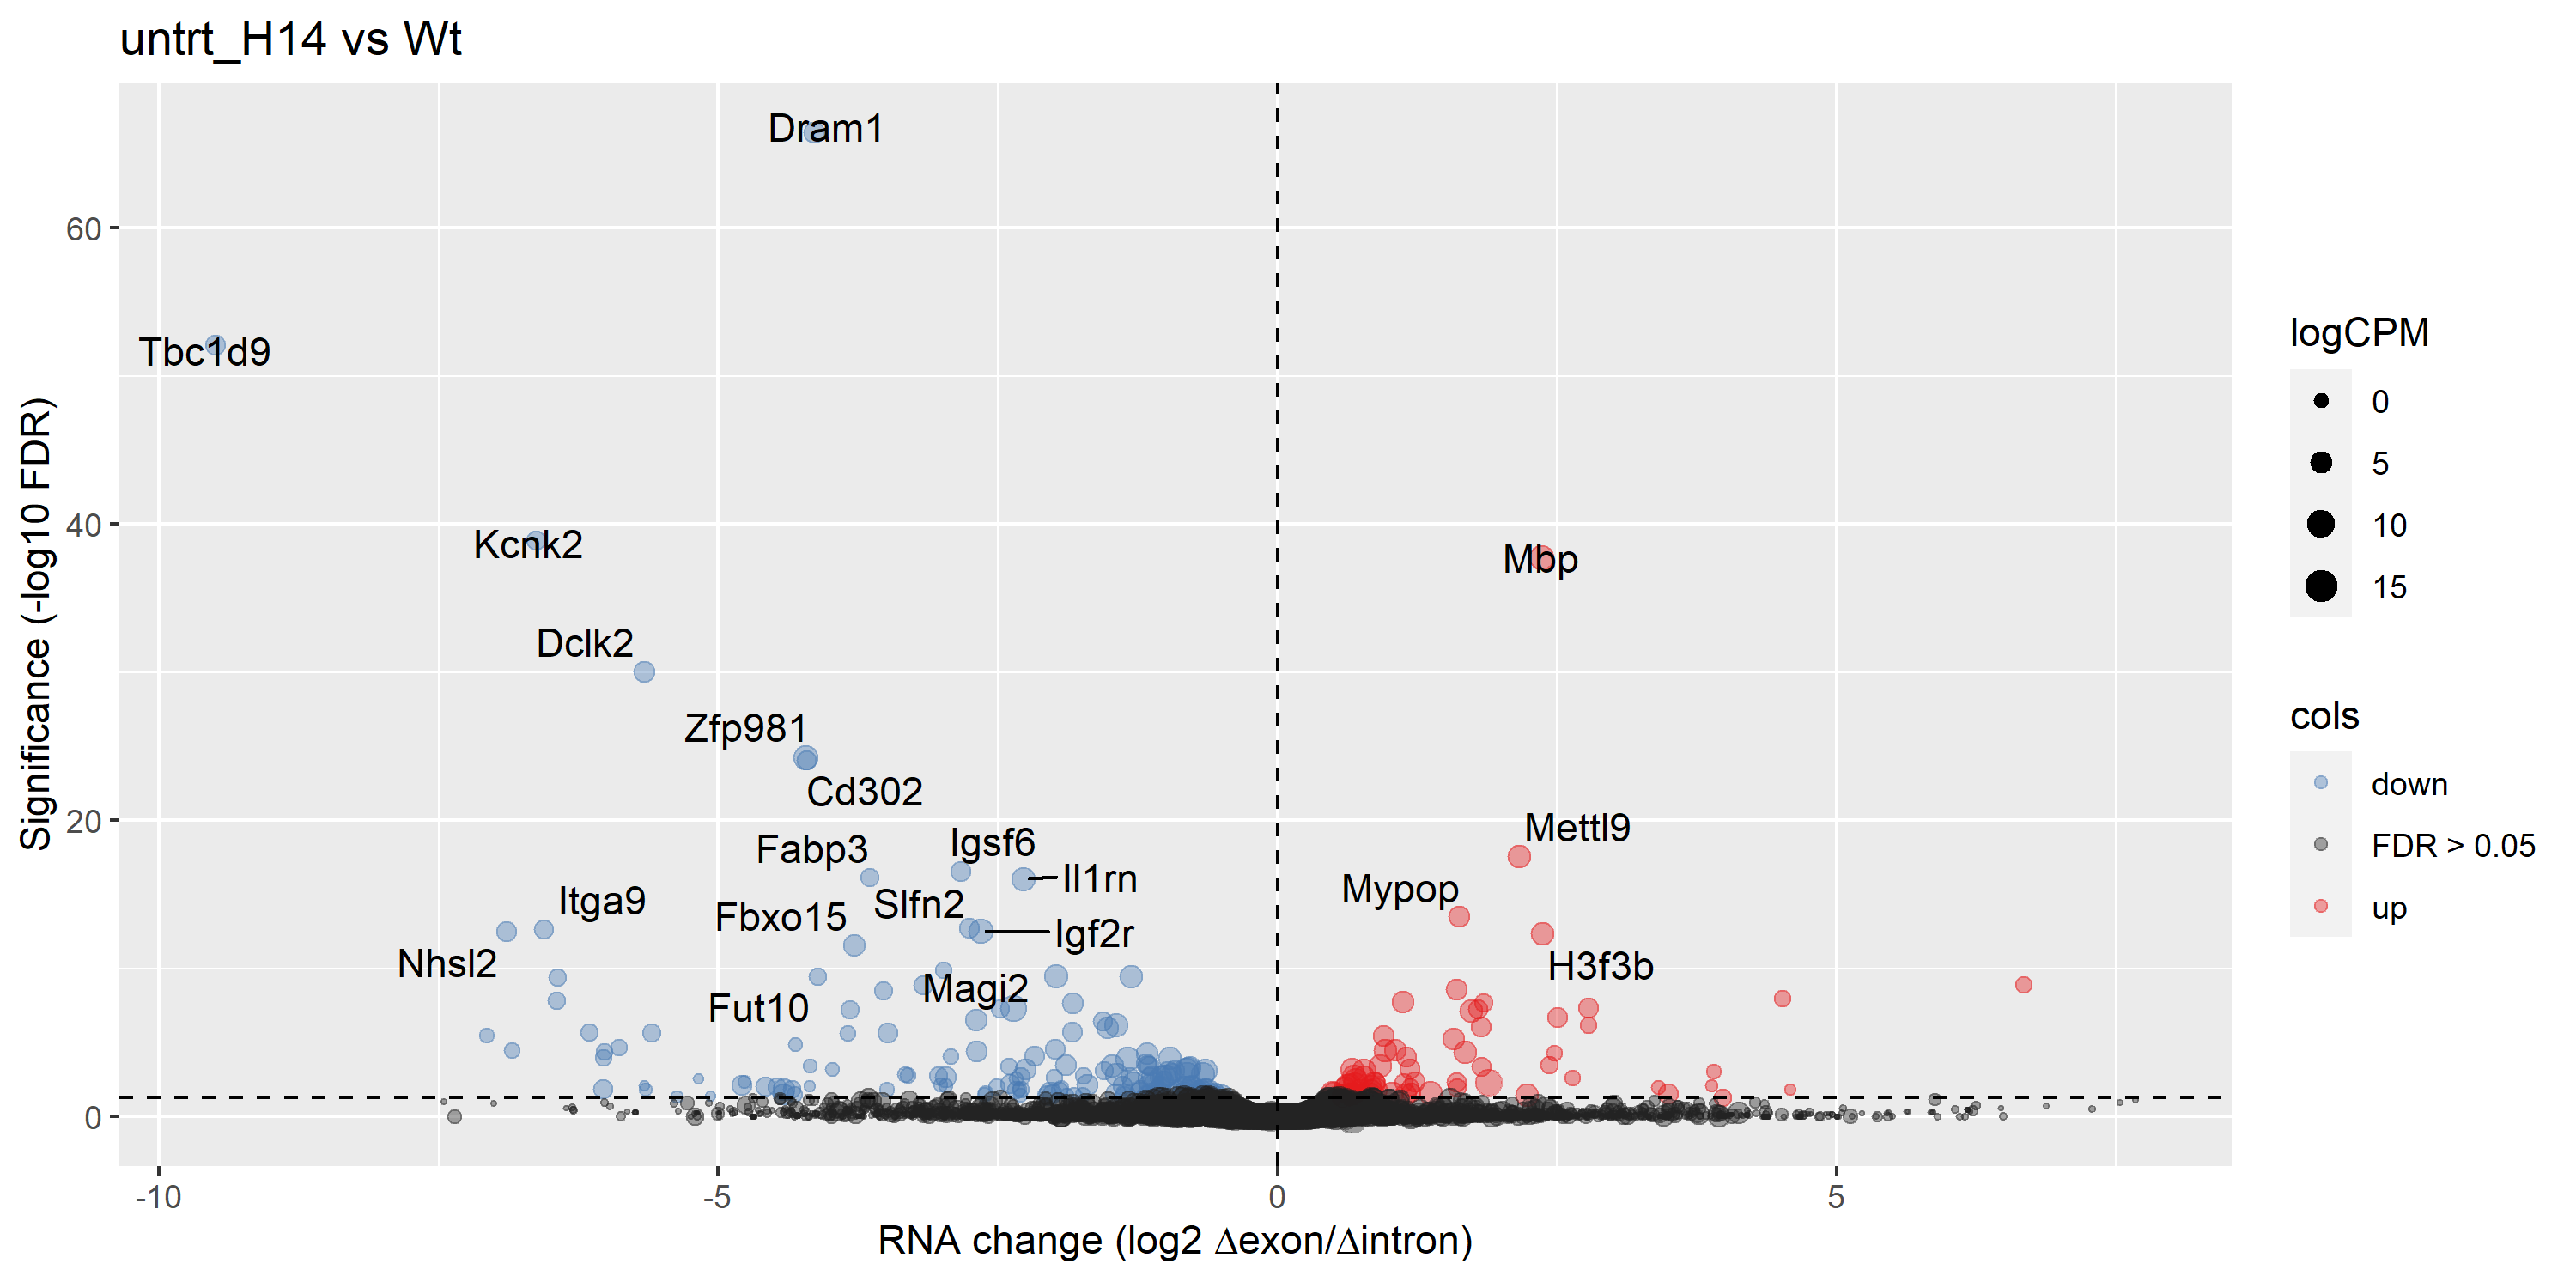 untrt_H14 vs Wt
Significance (-log10 FDR)
60
40
20
0
Dram1
Tbc1d9
Kcnk2
Mbp
Dclk2
Zfp981
Cd302
Mettl9
Igsf6
Fabp3
Il1rn
Mypop
Itga9
Slfn2
Fbxo15
Igf2r
Nhsl2
H3f3b
Magi2
Fut10
-10
-5
0
5
RNA change (log2 Δexon/Δintron)
logCPM
0
5
10
15
cols
down
FDR > 0.05
up